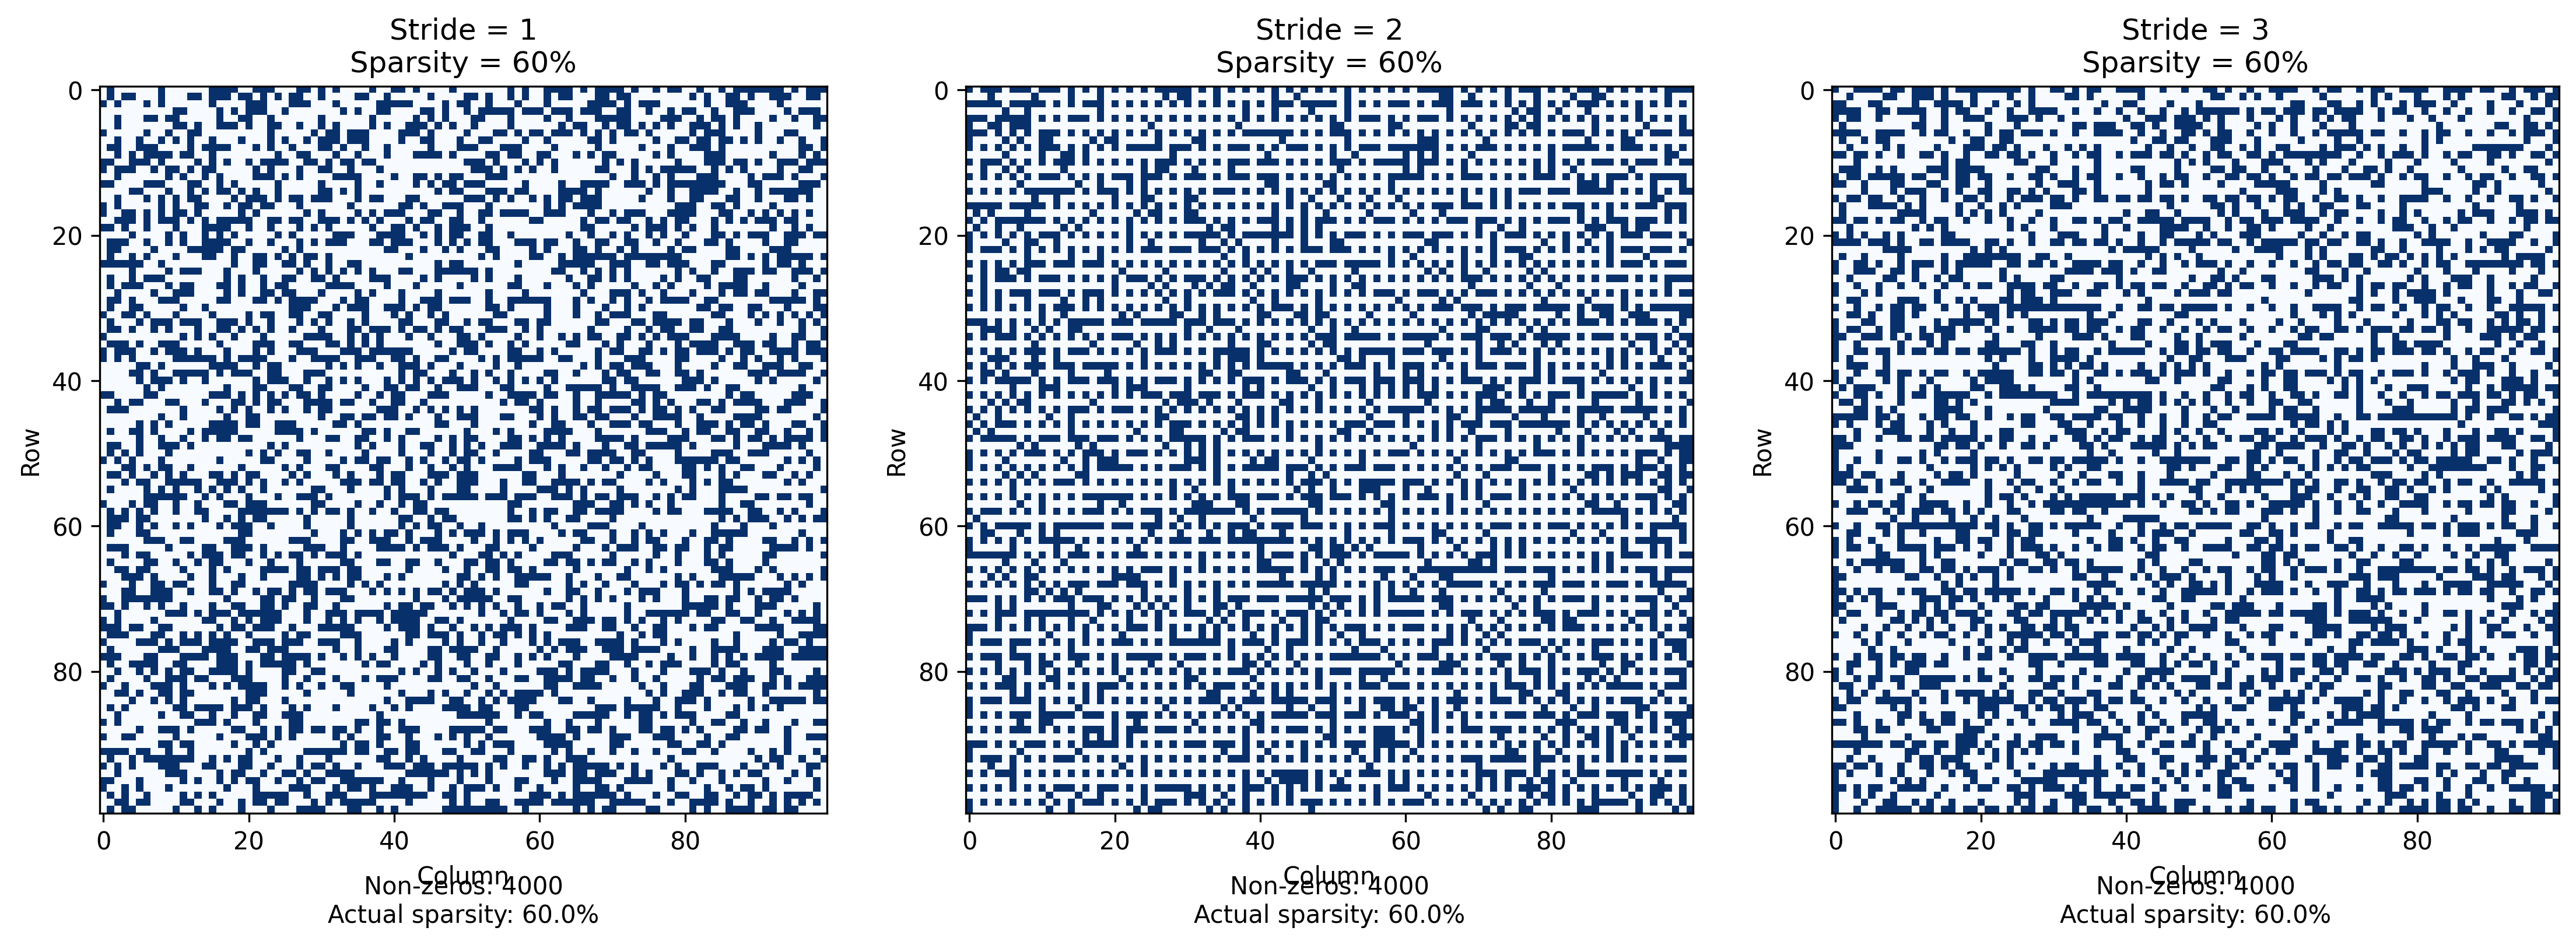 Stride = 1
Sparsity = 60%
0
20
40
60
80
Row
0 20 40 60 80
Column
Non-zeros: 4000
Actual sparsity: 60.0%
Stride = 2
Sparsity = 60%
0
20
40
60
80
Row
0 20 40 60 80
Column
Non-zeros: 4000
Actual sparsity: 60.0%
Stride = 3
Sparsity = 60%
0
20
40
60
80
Row
0 20 40 60 80
Column
Non-zeros: 4000
Actual sparsity: 60.0%